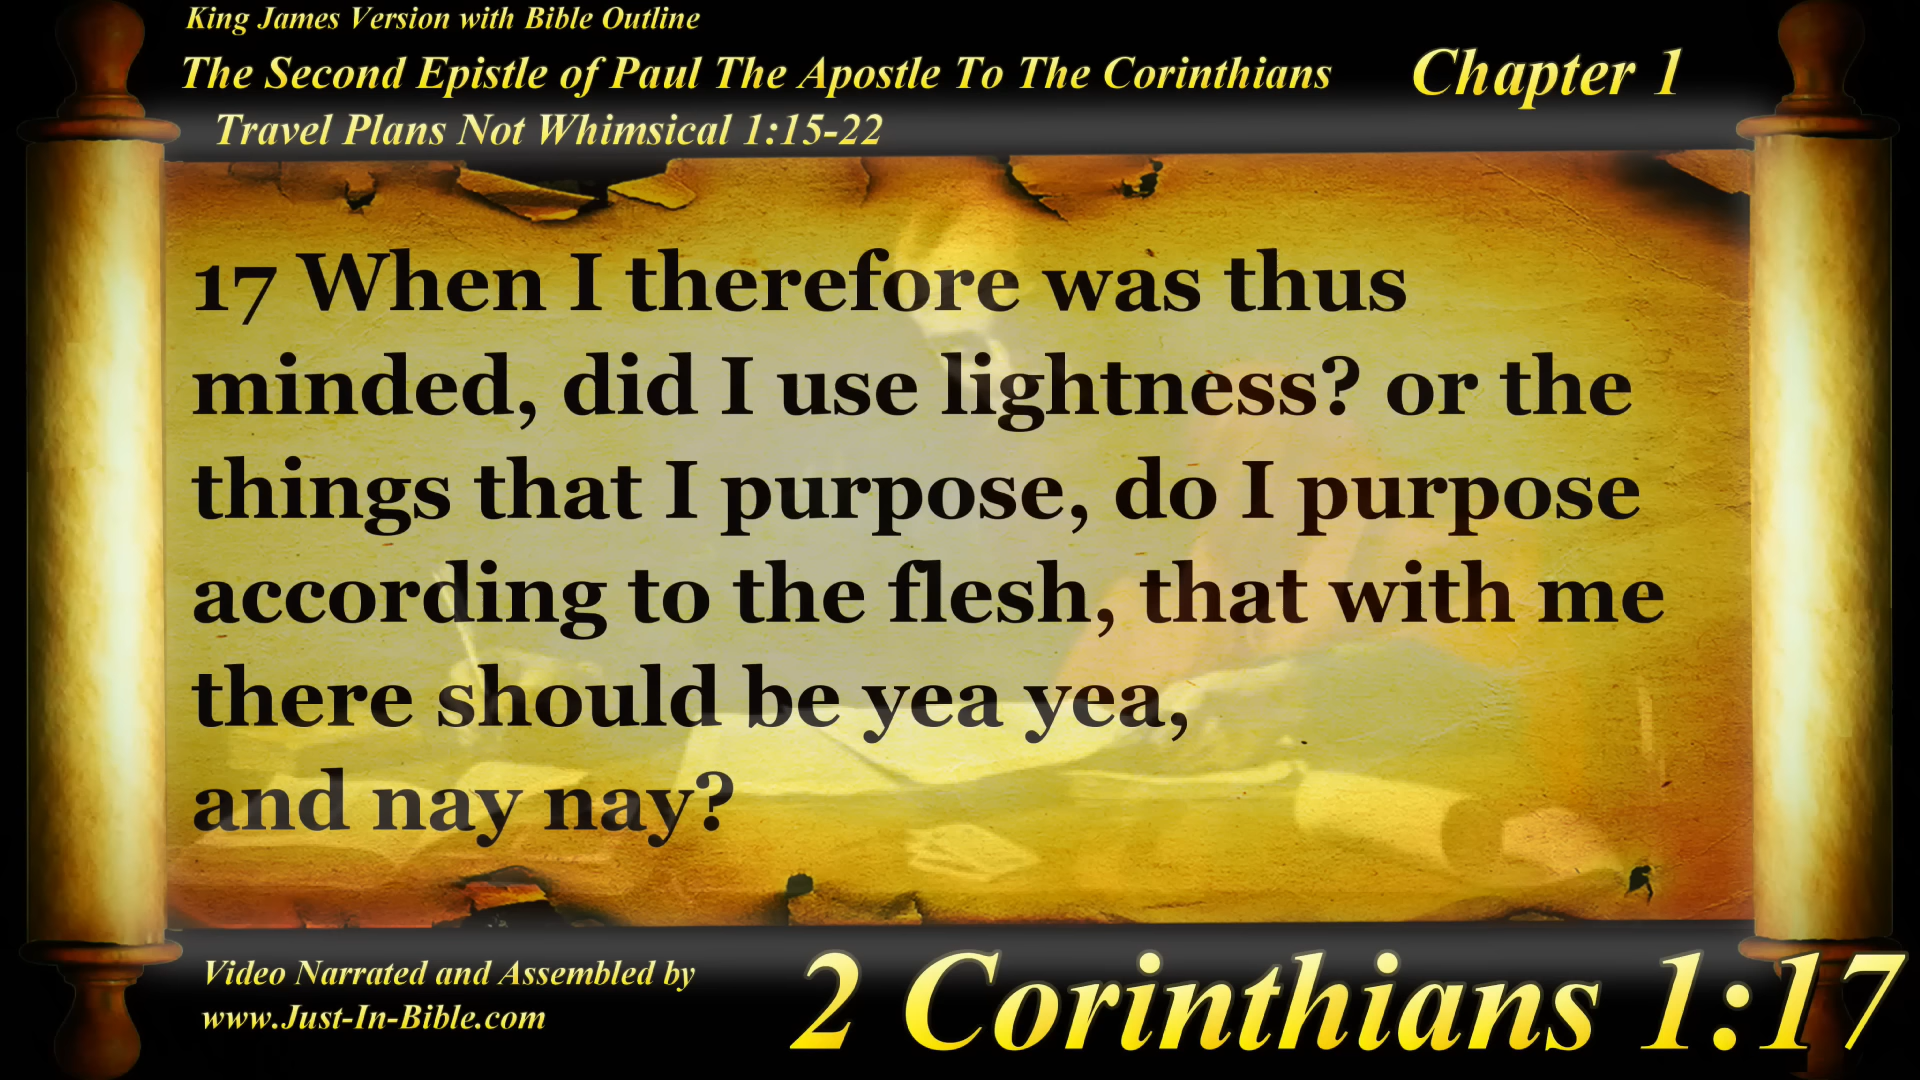 King James Version with Bible Outline
The Second Epistle of Paul The Apostle To The Corinthians
Chapter 1
Travel Plans Not Whimsical 1:15-22
17 When I therefore was thus
minded, did I use lightness? or the
things that I purpose, do I purpose
according to the flesh, that with me
there should be yea yea,
and nay nay?
Video Narrated and Assembled by
www.Just-In-Bible.com
2 Corinthians 1:17